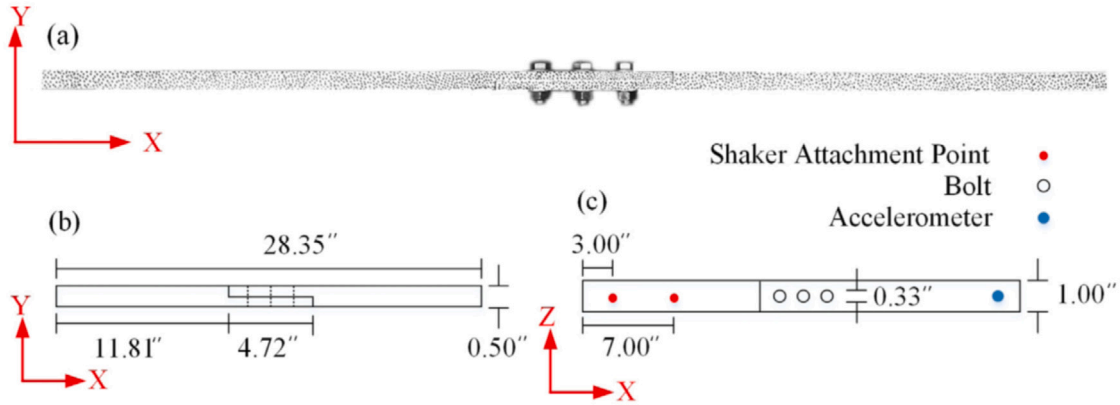 Y
(a)
X
Shaker Attachment Point
Bolt
Accelerometer
(b)
28.35″
Y
11.81″
4.72″
0.50″
X
(c)
3.00″
0.33″
1.00″
Z
7.00″
X